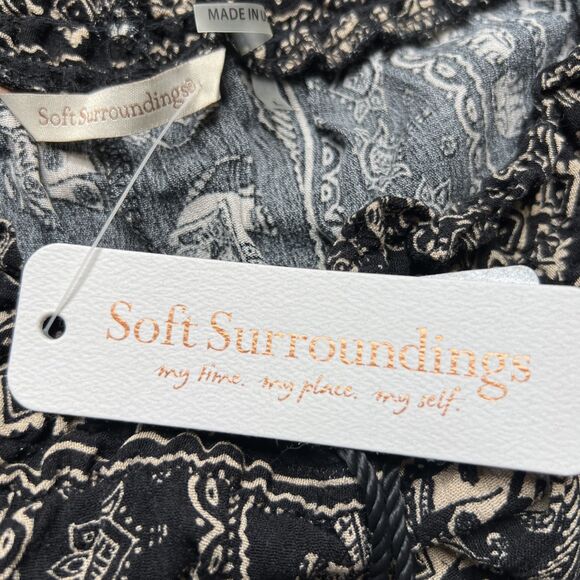 MADE IN U
Soft Surroundings®
Soft Surroundings
my time. my place. my self.